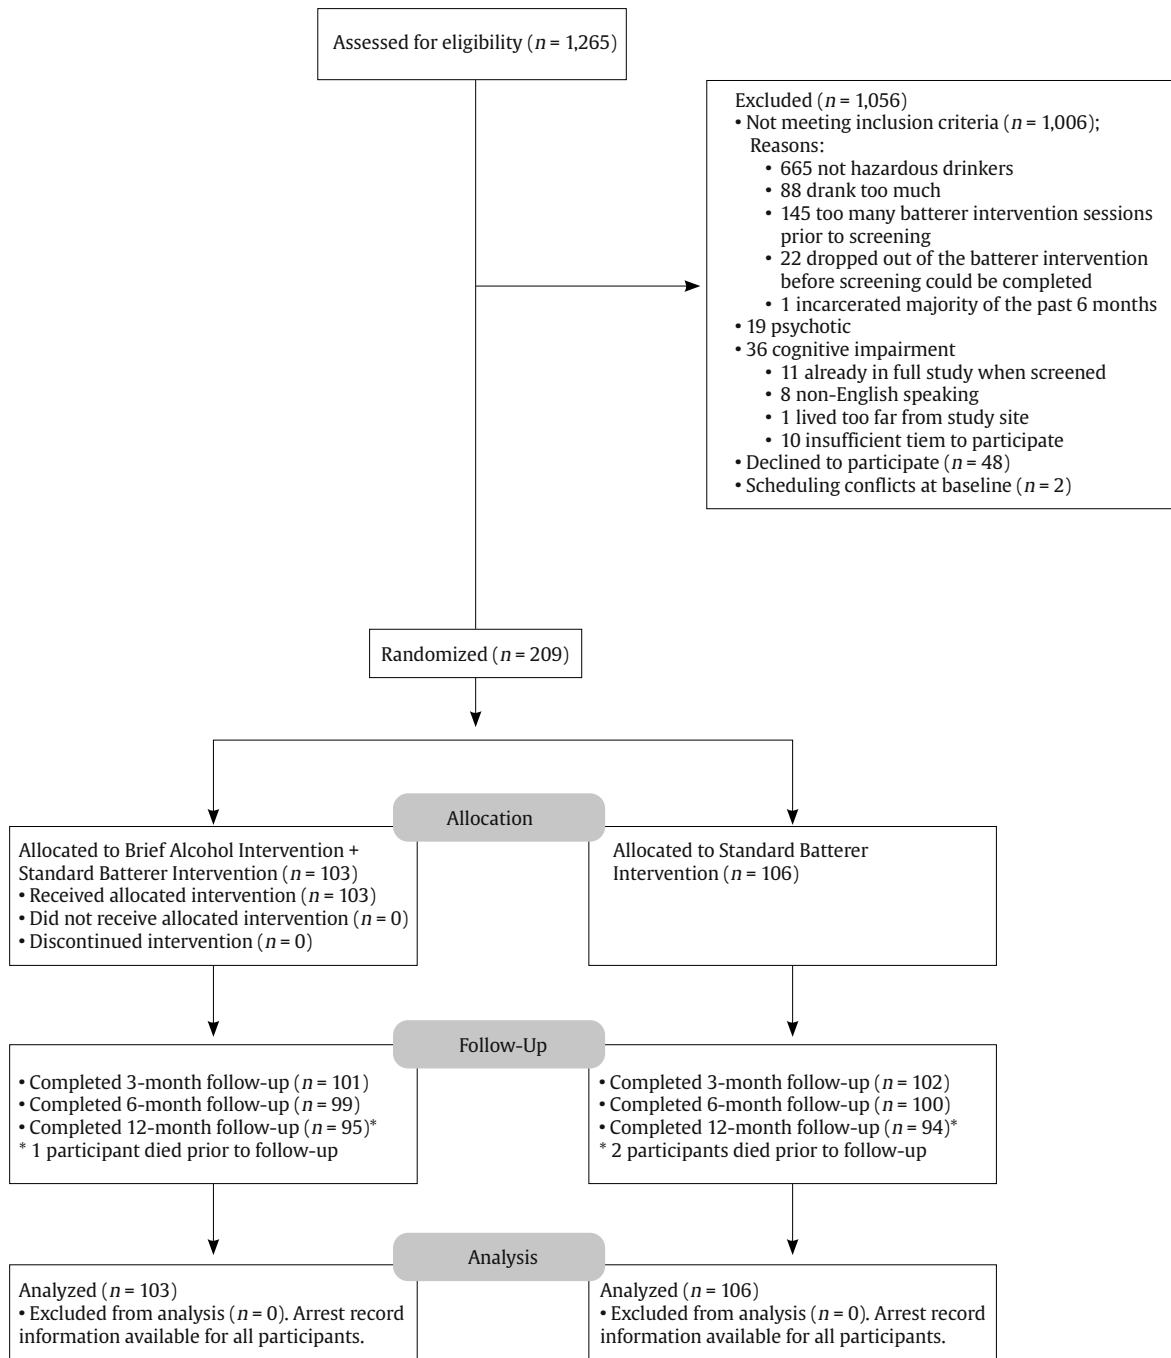 Assessed for eligibility (n = 1,265)
Excluded (n = 1,056)
• Not meeting inclusion criteria (n = 1,006);
Reasons:
• 665 not hazardous drinkers
• 88 drank too much
• 145 too many batterer intervention sessions
prior to screening
• 22 dropped out of the batterer intervention
before screening could be completed
• 1 incarcerated majority of the past 6 months
• 19 psychotic
• 36 cognitive impairment
• 11 already in full study when screened
• 8 non-English speaking
• 1 lived too far from study site
• 10 insufficient tiem to participate
• Declined to participate (n = 48)
• Scheduling conflicts at baseline (n = 2)
Randomized (n = 209)
Allocation
Allocated to Brief Alcohol Intervention +
Standard Batterer Intervention (n = 103)
• Received allocated intervention (n = 103)
• Did not receive allocated intervention (n = 0)
• Discontinued intervention (n = 0)
Allocated to Standard Batterer
Intervention (n = 106)
Follow-Up
• Completed 3-month follow-up (n = 101)
• Completed 6-month follow-up (n = 99)
• Completed 12-month follow-up (n = 95)*
* 1 participant died prior to follow-up
• Completed 3-month follow-up (n = 102)
• Completed 6-month follow-up (n = 100)
• Completed 12-month follow-up (n = 94)*
* 2 participants died prior to follow-up
Analysis
Analyzed (n = 103)
• Excluded from analysis (n = 0). Arrest record
information available for all participants.
Analyzed (n = 106)
• Excluded from analysis (n = 0). Arrest record
information available for all participants.